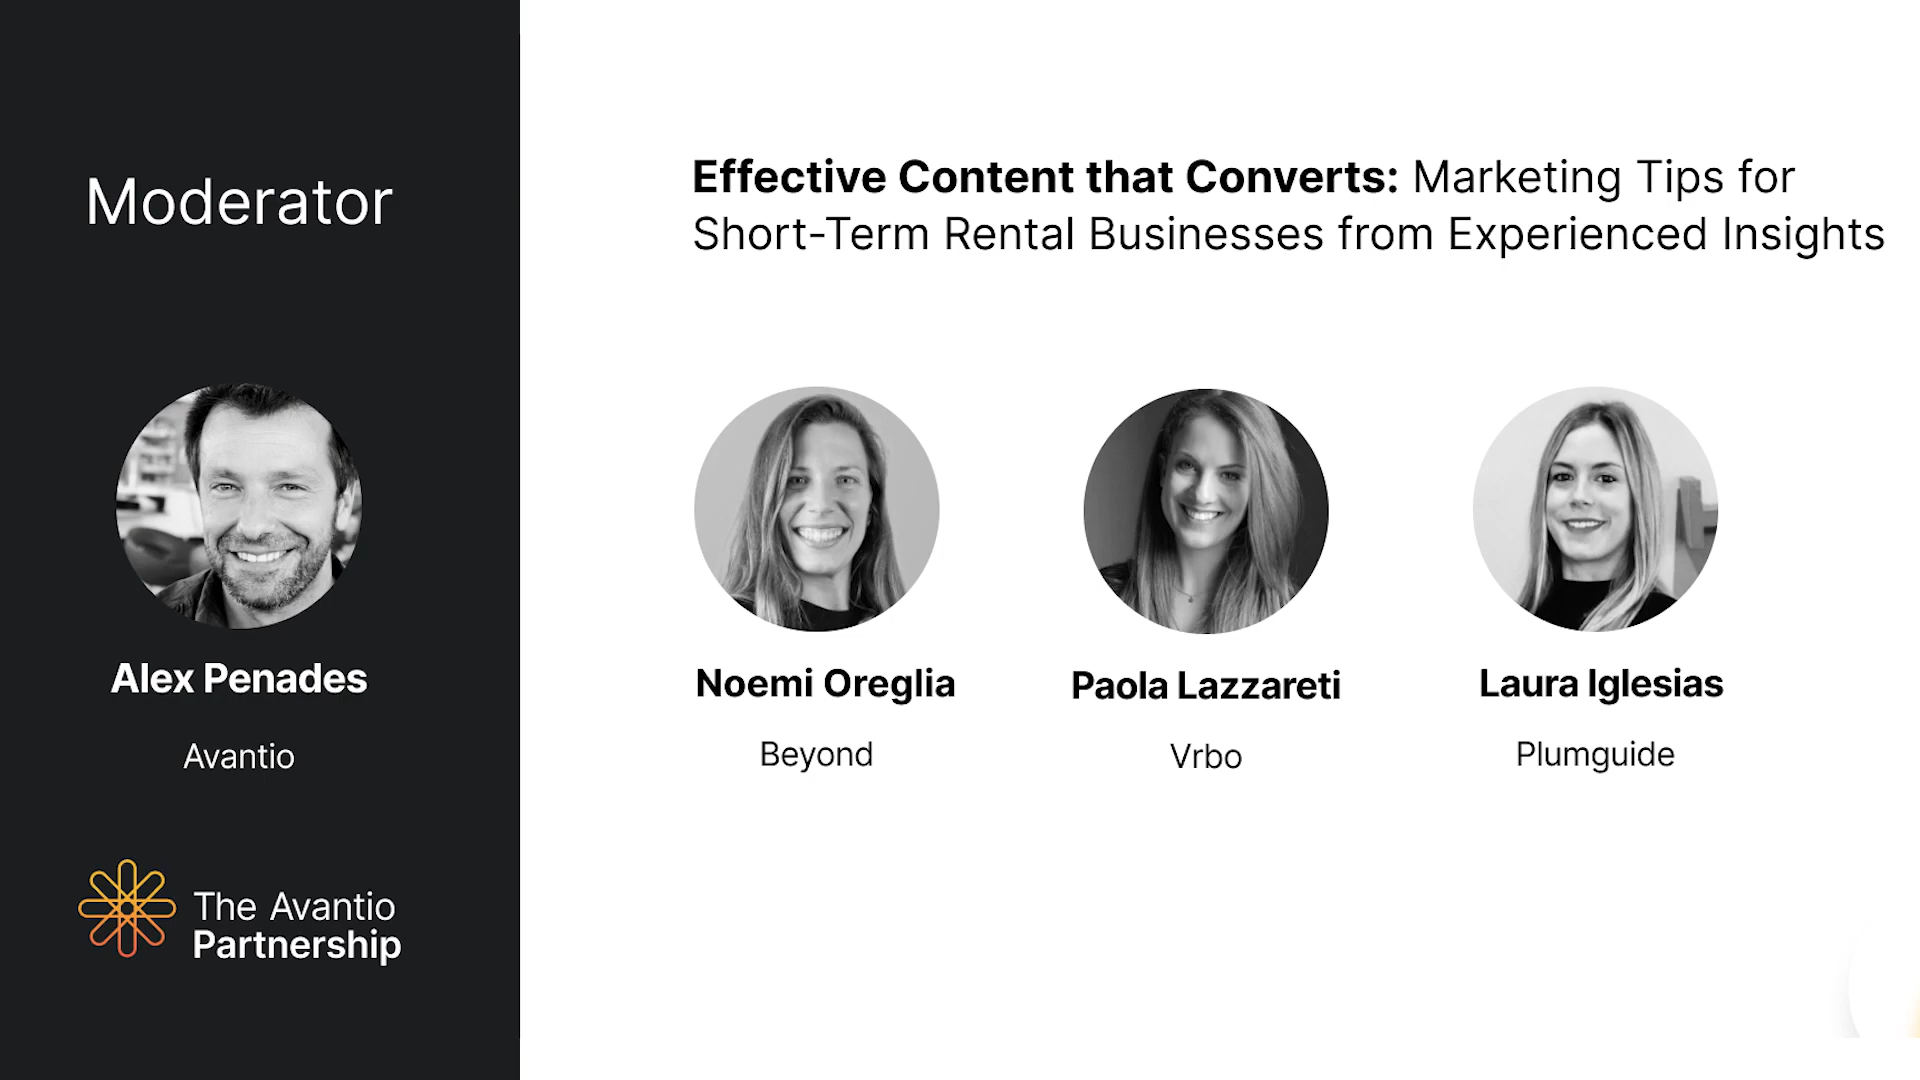 Moderator
Alex Penades
Avantio
The Avantio
Partnership
Effective Content that Converts: Marketing Tips for
Short-Term Rental Businesses from Experienced Insights
Noemi Oreglia
Beyond
Paola Lazzareti
Vrbo
Laura Iglesias
Plumguide